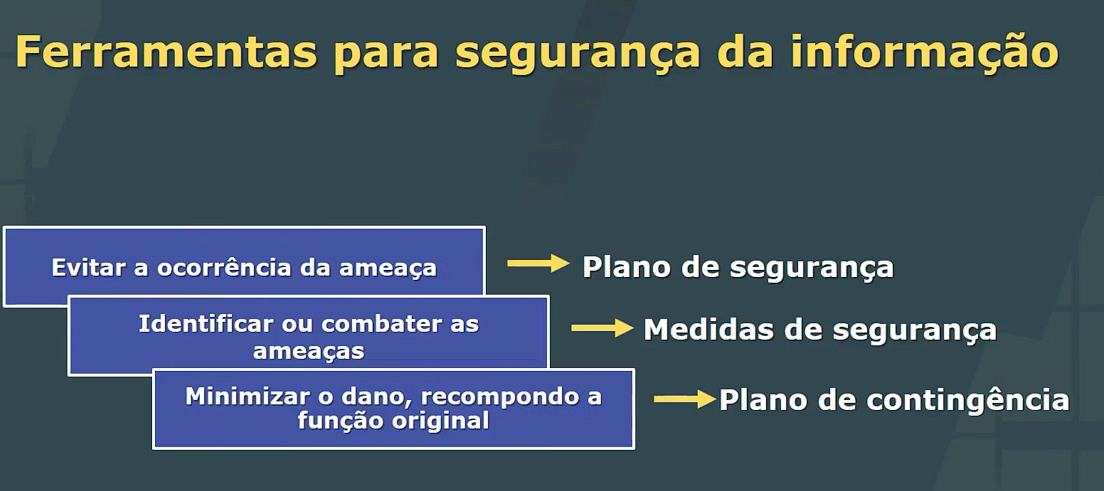 Ferramentas para segurança da informação
Evitar a ocorrência da ameaça
Plano de segurança
Identificar ou combater as
ameaças
Medidas de segurança
Minimizar o dano, recompondo a
função original
Plano de contingência